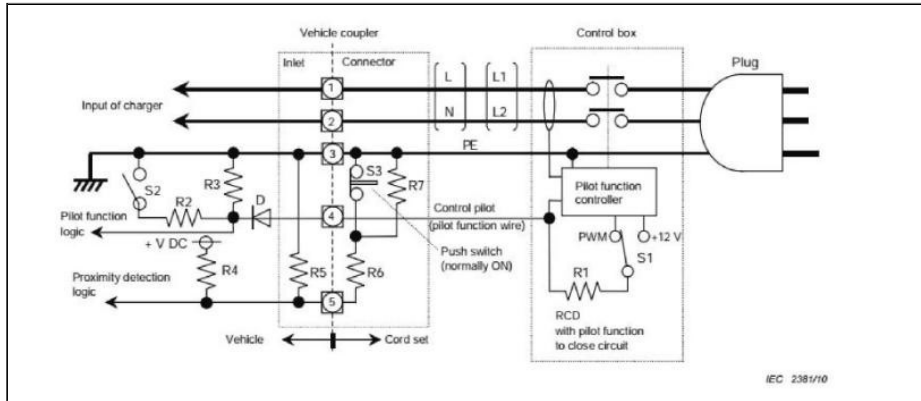 Vehicle coupler
Control box
Inlet
Connector
Plug
1
L
L1
Input of charger
2
N
L2
3
PE
S2
R3
S3
R7
R2
D
Pilot function
controller
Pilot function
logic
4
Control pilot
(pilot function wire)
+ V DC
PWM
+12 V
Push switch
(normally ON)
S1
R4
R5
R6
R1
Proximity detection
logic
5
RCD
with pilot function
to close circuit
Vehicle
Cord set
IEC 2381/10